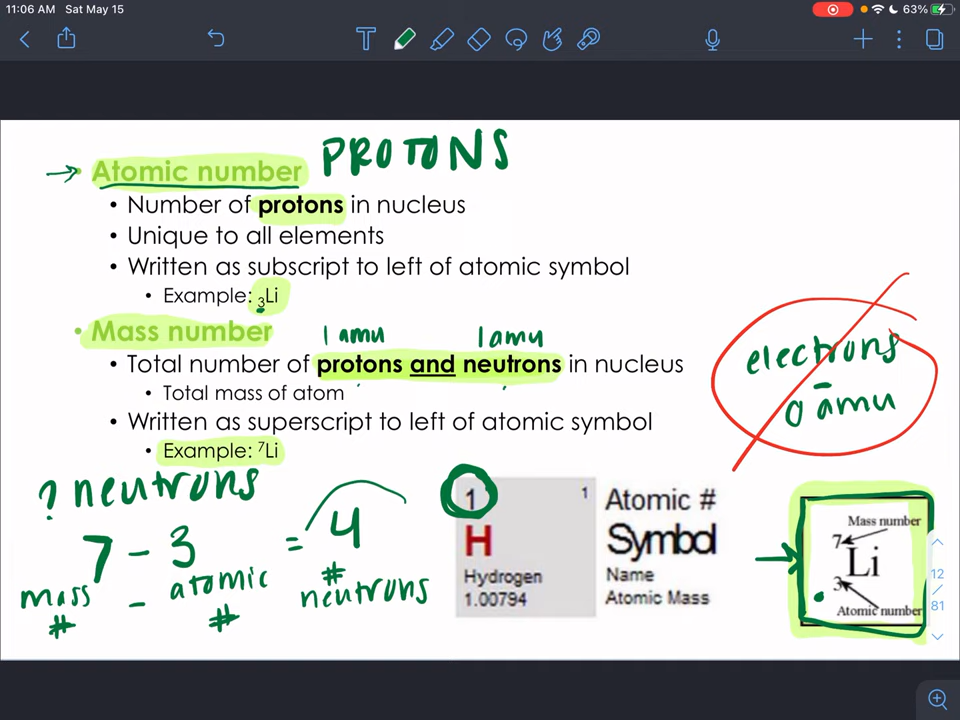 11:06 AM Sat May 15
63%
PROTONS
• Atomic number
• Number of protons in nucleus
• Unique to all elements
• Written as subscript to left of atomic symbol
• Example: ₃Li
• Mass number
1 amu 1 amu
• Total number of protons and neutrons in nucleus
• Total mass of atom
• Written as superscript to left of atomic symbol
• Example: ⁷Li
electrons
0 amu
? neutrons
7 - 3 = 4
mass # - atomic # # neutrons
1 1
H
Hydrogen
1.00794
Atomic #
Symbol
Name
Atomic Mass
Mass number
7
Li
3
Atomic number
12
/
81